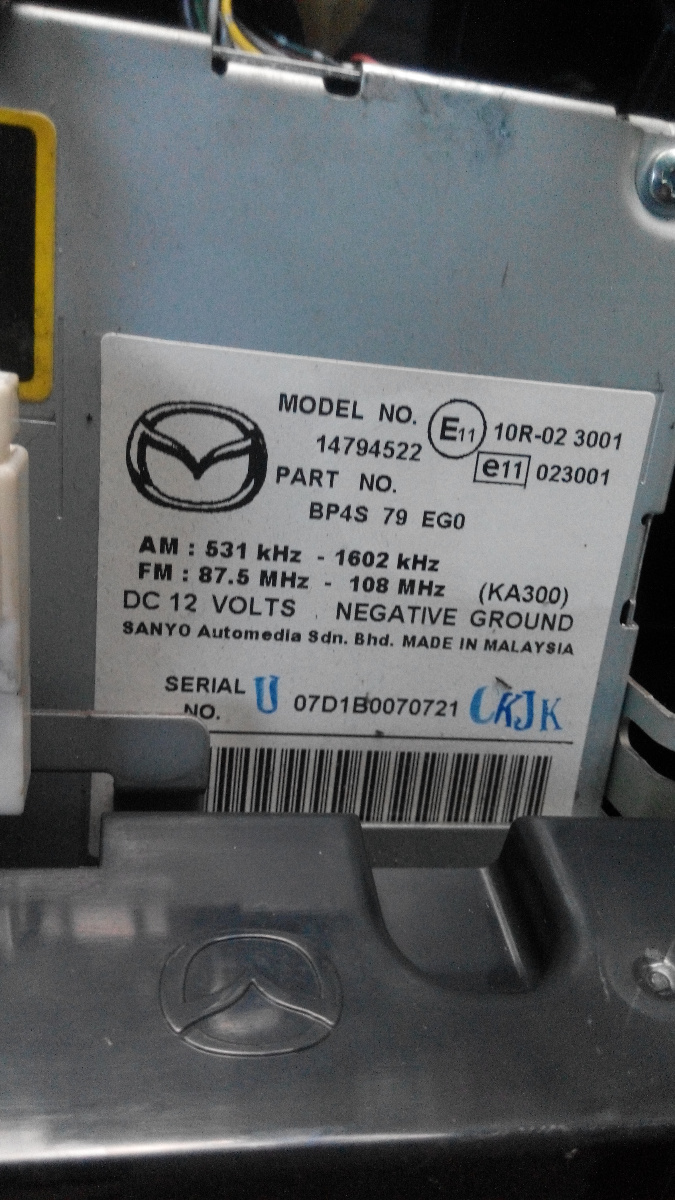 MODEL NO.
14794522
E11 10R-02 3001
e11 023001
PART NO.
BP4S 79 EG0
AM : 531 kHz - 1602 kHz
FM : 87.5 MHz - 108 MHz (KA300)
DC 12 VOLTS NEGATIVE GROUND
SANYO Automedia Sdn. Bhd. MADE IN MALAYSIA
SERIAL NO. U 07D1B0070721 CKJK